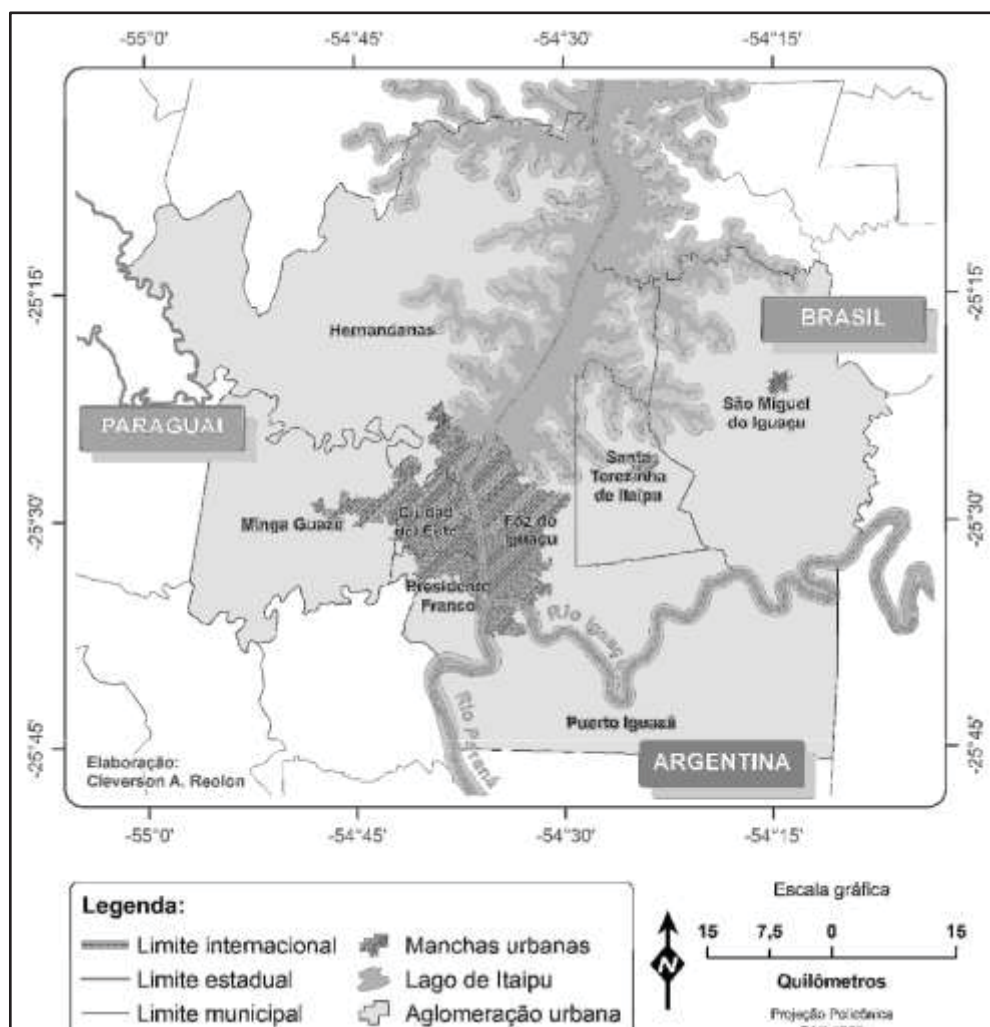 -55°0'
-54°45'
-54°30'
-54°15'
-25°15'
-25°15'
BRASIL
Hernandarias
São Miguel
do Iguaçu
PARAGUAI
Santa
Terezinha
de Itaipu
-25°30'
-25°30'
Minga Guazú
Ciudad
del Este
Foz do
Iguaçu
Presidente
Franco
Rio Iguaçu
Rio Paraná
Puerto Iguazú
-25°45'
-25°45'
ARGENTINA
Elaboração:
Cleverson A. Reolon
-55°0'
-54°45'
-54°30'
-54°15'
Legenda:
Limite internacional
Limite estadual
Limite municipal
Manchas urbanas
Lago de Itaipu
Aglomeração urbana
Escala gráfica
15 7,5 0 15
N
Quilômetros
Projeção Policônica